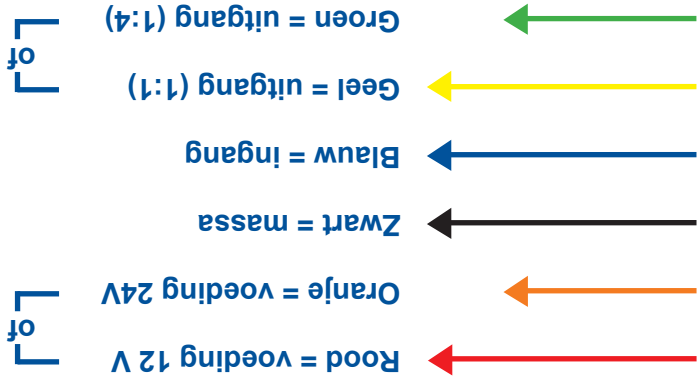 Rood = voeding 12 V
of
Oranje = voeding 24V
Zwart = massa
Blauw = ingang
Geel = uitgang (1:1)
of
Groen = uitgang (1:4)